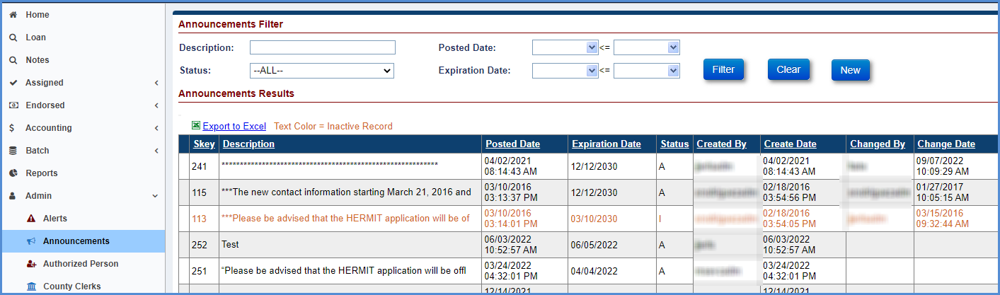 Home
Loan
Notes
Assigned
Endorsed
Accounting
Batch
Reports
Admin
Alerts
Announcements
Authorized Person
County Clerks
Announcements Filter
Description: Posted Date: <=
Status: --ALL-- Expiration Date: <= Filter Clear New
Announcements Results
Export to Excel Text Color = Inactive Record
Skey Description Posted Date Expiration Date Status Created By Create Date Changed By Change Date
241 *********************************************************** 04/02/2021 08:14:43 AM 12/12/2030 A 04/02/2021 08:14:43 AM 09/07/2022 10:09:29 AM
115 ***The new contact information starting March 21, 2016 and 03/10/2016 03:13:37 PM 12/12/2030 A 02/18/2016 03:54:56 PM 01/27/2017 10:05:15 AM
113 ***Please be advised that the HERMIT application will be of 03/10/2016 03:14:01 PM 03/10/2030 I 02/18/2016 03:54:05 PM 03/15/2016 09:32:44 AM
252 Test 06/03/2022 10:52:57 AM 06/05/2022 A 06/03/2022 10:52:57 AM
251 “Please be advised that the HERMIT application will be offl 03/24/2022 04:32:01 PM 04/04/2022 A 03/24/2022 04:32:01 PM
12/14/2021 12/14/2021